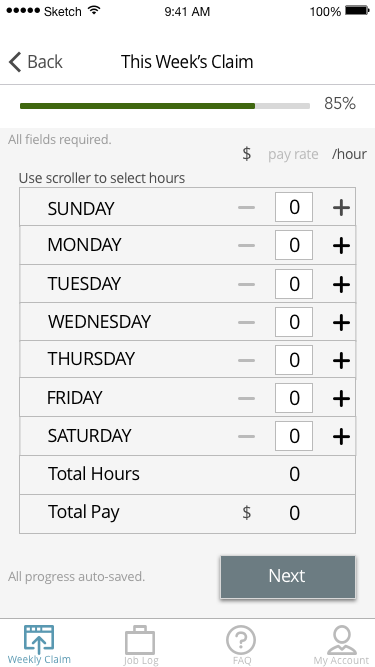 Sketch 9:41 AM 100%
Back This Week's Claim
85%
All fields required.
$ pay rate /hour
Use scroller to select hours
SUNDAY − 0 +
MONDAY − 0 +
TUESDAY − 0 +
WEDNESDAY − 0 +
THURSDAY − 0 +
FRIDAY − 0 +
SATURDAY − 0 +
Total Hours 0
Total Pay $ 0
All progress auto-saved. Next
Weekly Claim Job Log FAQ My Account